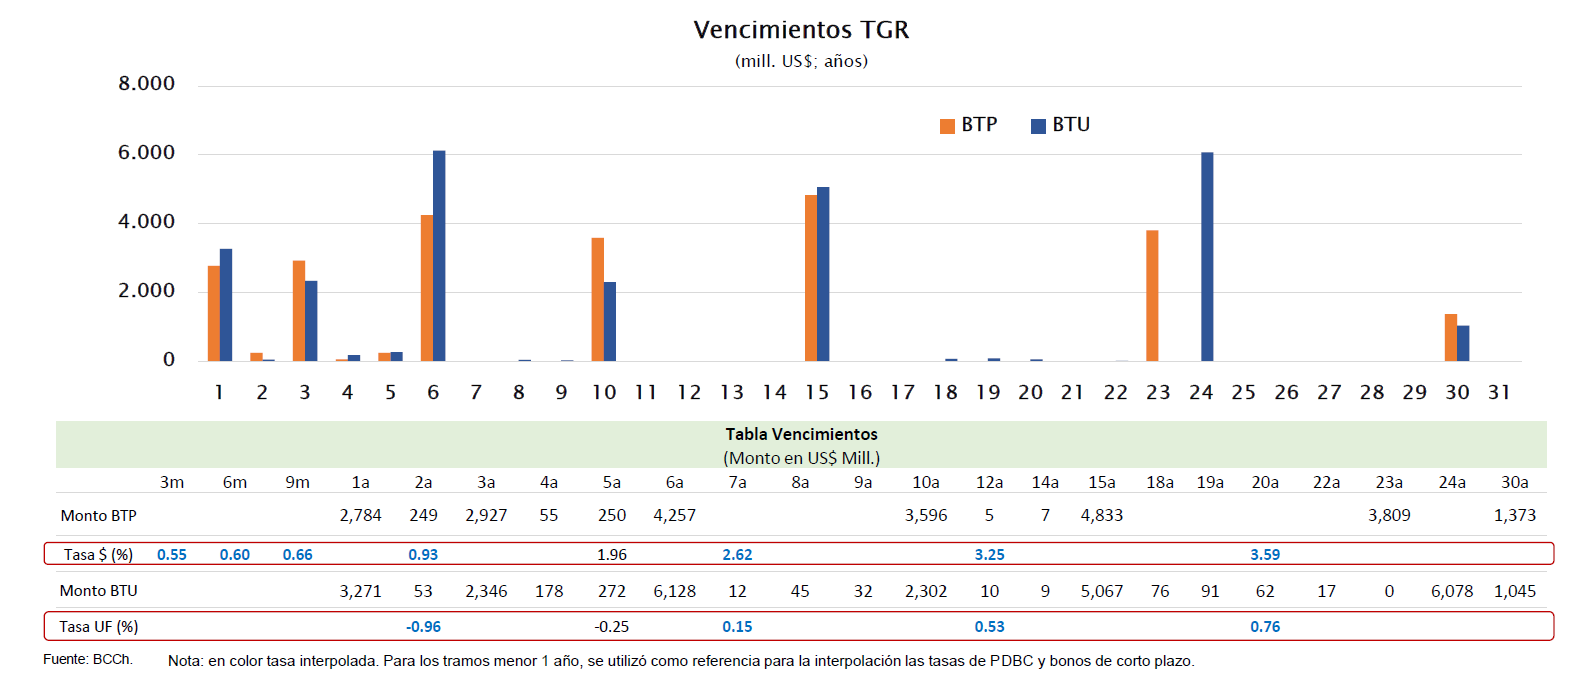 Vencimientos TGR
(mill. US$; años)
8.000
6.000
4.000
2.000
0
BTP BTU
1 2 3 4 5 6 7 8 9 10 11 12 13 14 15 16 17 18 19 20 21 22 23 24 25 26 27 28 29 30 31
Tabla Vencimientos
(Monto en US$ Mill.)
3m 6m 9m 1a 2a 3a 4a 5a 6a 7a 8a 9a 10a 12a 14a 15a 18a 19a 20a 22a 23a 24a 30a
Monto BTP 2,784 249 2,927 55 250 4,257 3,596 5 7 4,833 3,809 1,373
Tasa $ (%) 0.55 0.60 0.66 0.93 1.96 2.62 3.25 3.59
Monto BTU 3,271 53 2,346 178 272 6,128 12 45 32 2,302 10 9 5,067 76 91 62 17 0 6,078 1,045
Tasa UF (%) -0.96 -0.25 0.15 0.53 0.76
Fuente: BCCh. Nota: en color tasa interpolada. Para los tramos menor 1 año, se utilizó como referencia para la interpolación las tasas de PDBC y bonos de corto plazo.